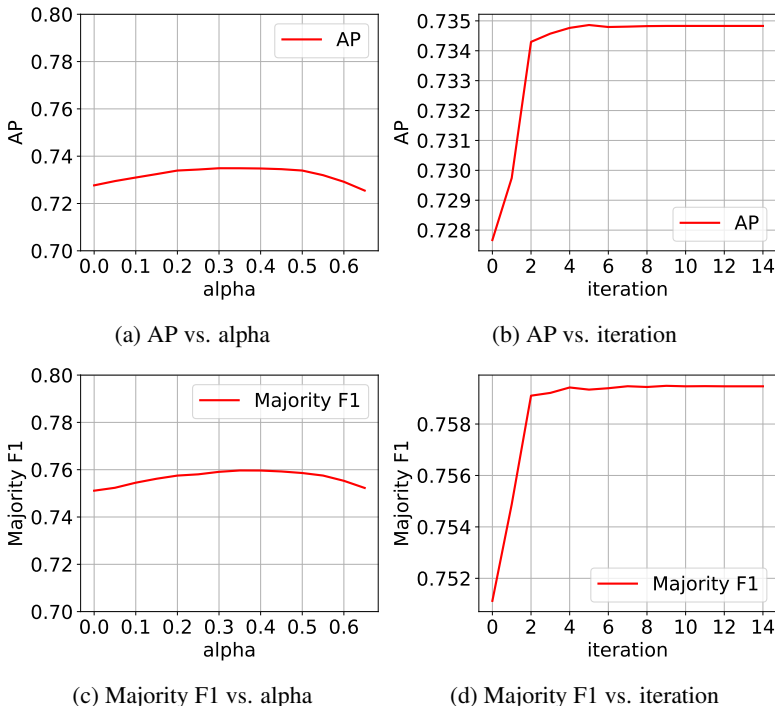 0.80
0.78
0.76
0.74
0.72
0.70
AP
AP
0.0 0.1 0.2 0.3 0.4 0.5 0.6
alpha
(a) AP vs. alpha
0.735
0.734
0.733
0.732
0.731
0.730
0.729
0.728
AP
AP
0 2 4 6 8 10 12 14
iteration
(b) AP vs. iteration
0.80
0.78
0.76
0.74
0.72
0.70
Majority F1
Majority F1
0.0 0.1 0.2 0.3 0.4 0.5 0.6
alpha
(c) Majority F1 vs. alpha
0.758
0.756
0.754
0.752
Majority F1
Majority F1
0 2 4 6 8 10 12 14
iteration
(d) Majority F1 vs. iteration